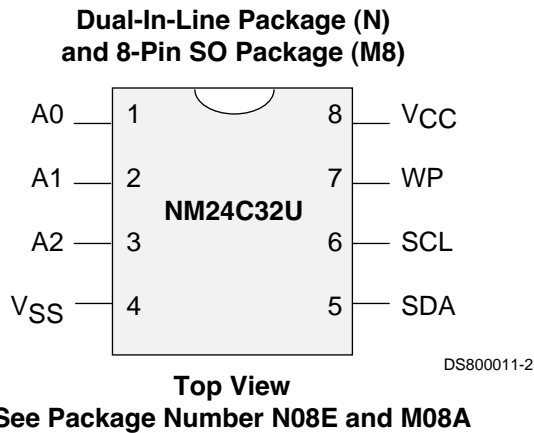 Dual-In-Line Package (N)
and 8-Pin SO Package (M8)
A0 1 8 VCC
A1 2 7 WP
NM24C32U
A2 3 6 SCL
VSS 4 5 SDA
DS800011-2
Top View
See Package Number N08E and M08A